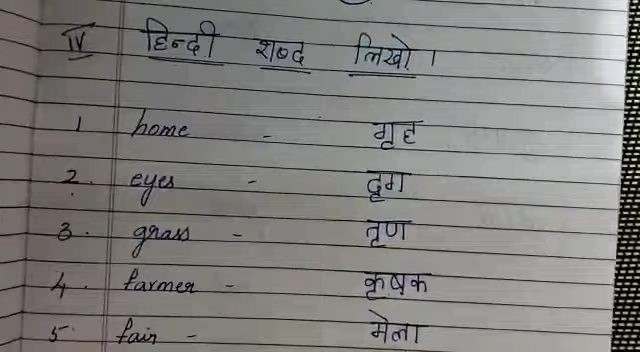 IV हिन्दी शब्द लिखो।
1 home - गृह
2. eyes - दृग
3. grass - तृण
4. farmer - कृषक
5. fair - मेला